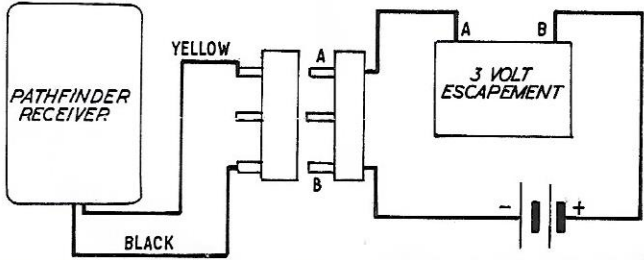 PATHFINDER
RECEIVER.
YELLOW
BLACK
A
B
A
B
3 VOLT
ESCAPEMENT
-
+